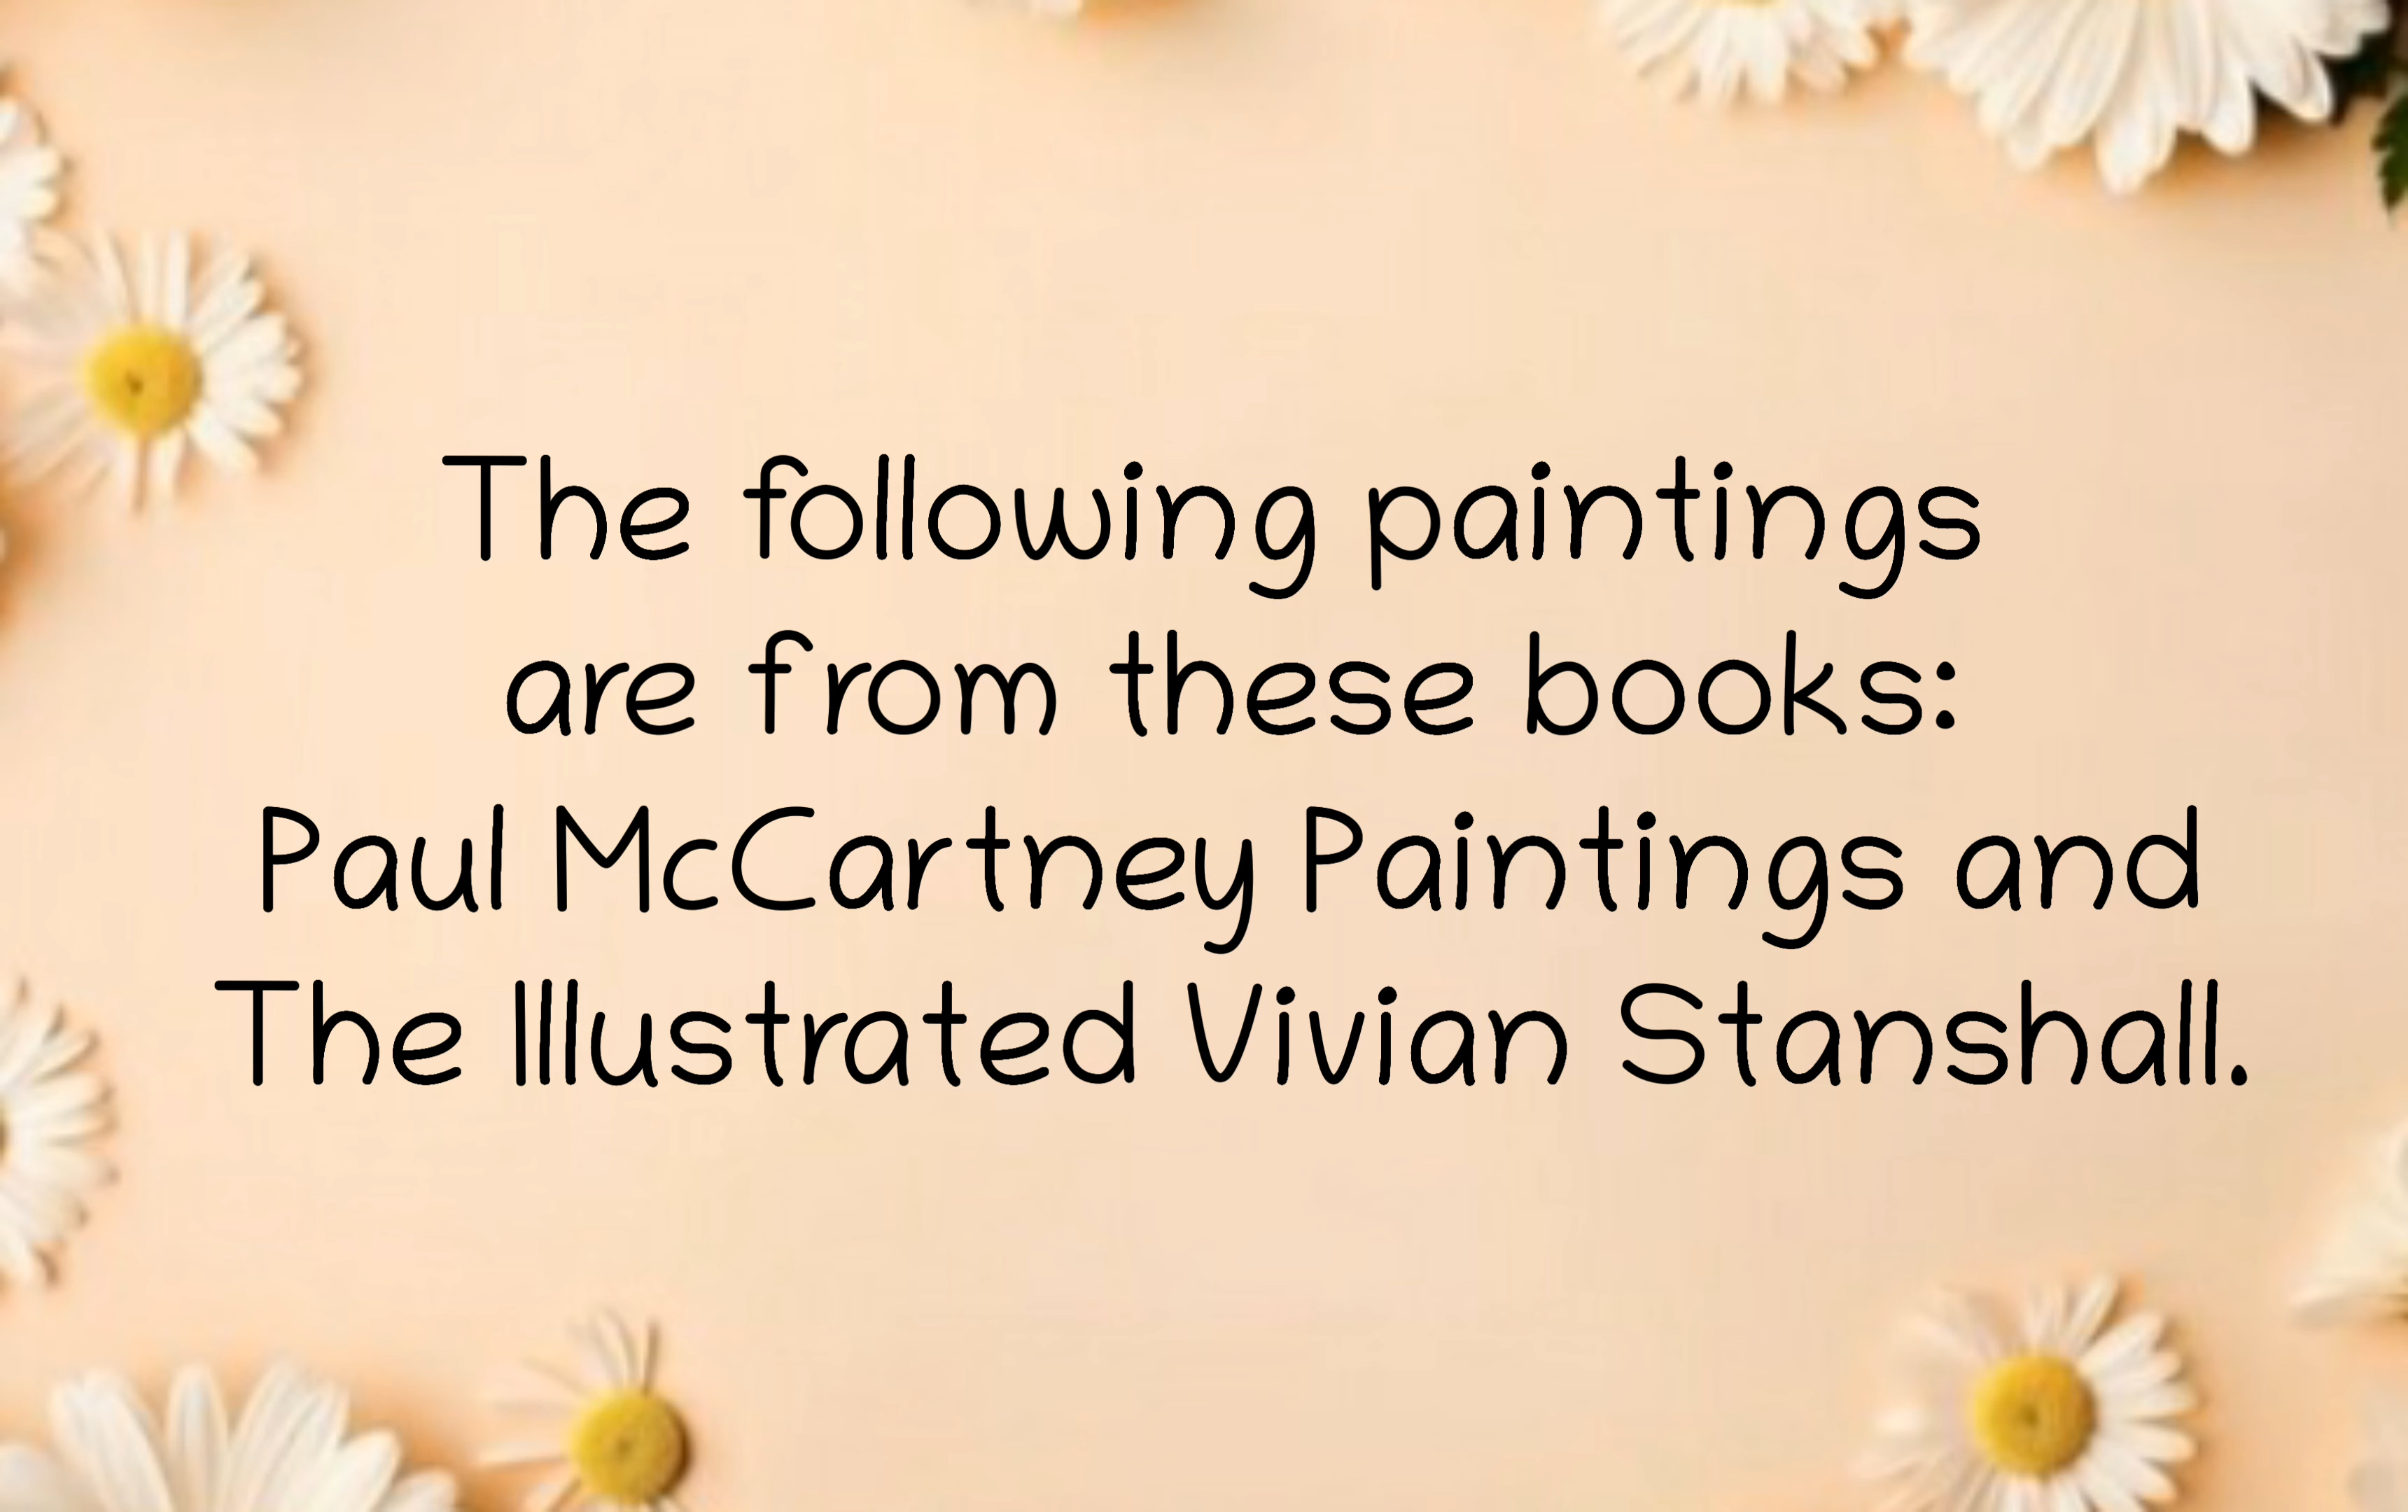 The following paintings
are from these books:
Paul McCartney Paintings and
The Illustrated Vivian Stanshall.